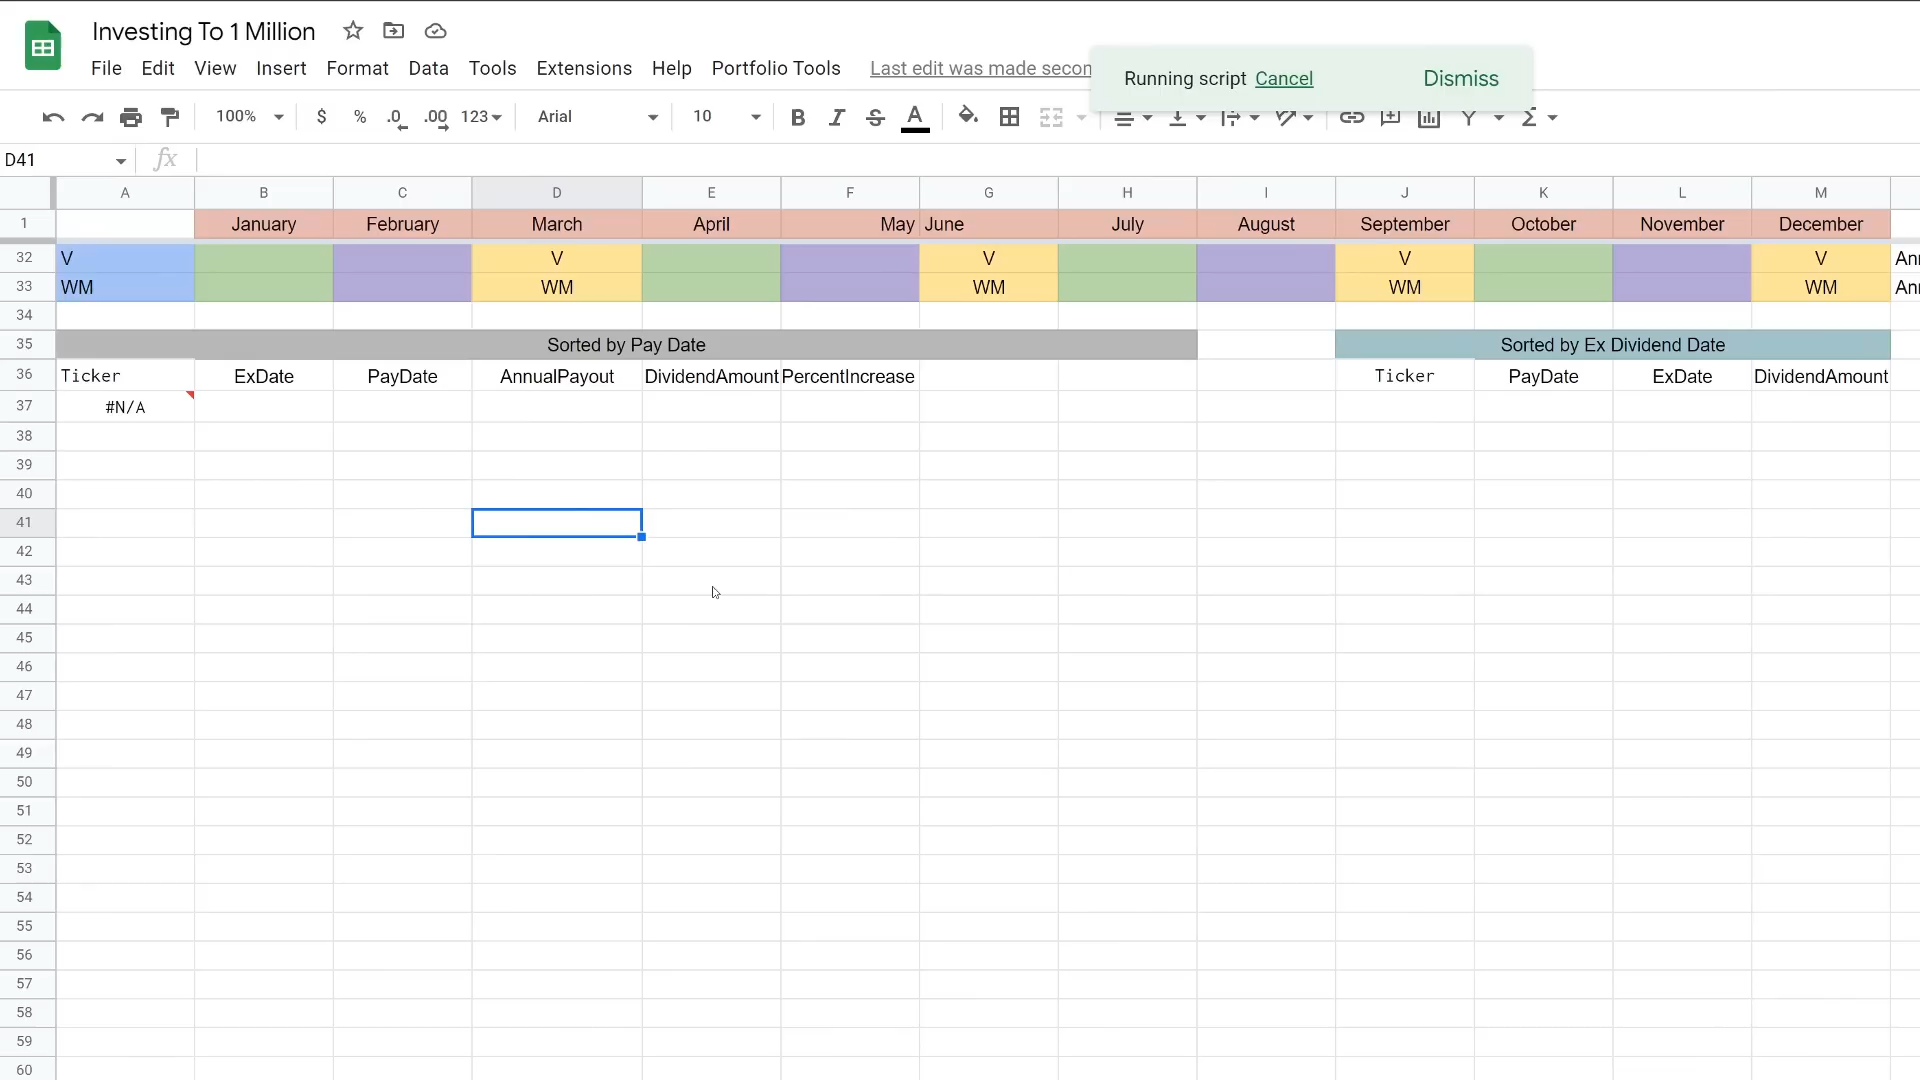 Investing To 1 Million
File Edit View Insert Format Data Tools Extensions Help Portfolio Tools Last edit was made secon
Running script Cancel Dismiss
100% $ % .0 .00 123 Arial 10 B I S A Σ
D41 fx
A B C D E F G H I J K L M
1 January February March April May June July August September October November December
32 V V V V V Ann
33 WM WM WM WM WM Ann
34
35 Sorted by Pay Date Sorted by Ex Dividend Date
36 Ticker ExDate PayDate AnnualPayout DividendAmount PercentIncrease Ticker PayDate ExDate DividendAmount
37 #N/A
38
39
40
41
42
43
44
45
46
47
48
49
50
51
52
53
54
55
56
57
58
59
60